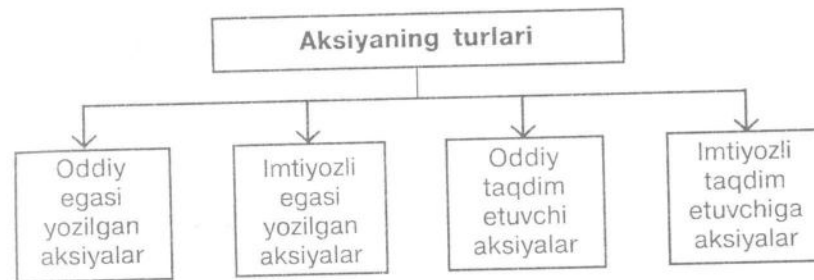 Aksiyaning turlari
Oddiy
egasi
yozilgan
aksiyalar
Imtiyozli
egasi
yozilgan
aksiyalar
Oddiy
taqdim
etuvchi
aksiyalar
Imtiyozli
taqdim
etuvchiga
aksiyalar